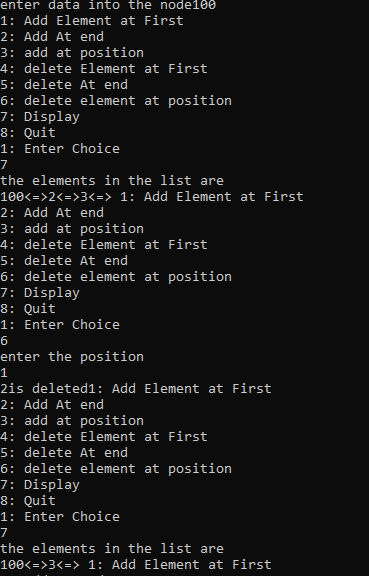 enter data into the node100
1: Add Element at First
2: Add At end
3: add at position
4: delete Element at First
5: delete At end
6: delete element at position
7: Display
8: Quit
1: Enter Choice
7
the elements in the list are
100<=>2<=>3<=> 1: Add Element at First
2: Add At end
3: add at position
4: delete Element at First
5: delete At end
6: delete element at position
7: Display
8: Quit
1: Enter Choice
6
enter the position
1
2is deleted1: Add Element at First
2: Add At end
3: add at position
4: delete Element at First
5: delete At end
6: delete element at position
7: Display
8: Quit
1: Enter Choice
7
the elements in the list are
100<=>3<=> 1: Add Element at First